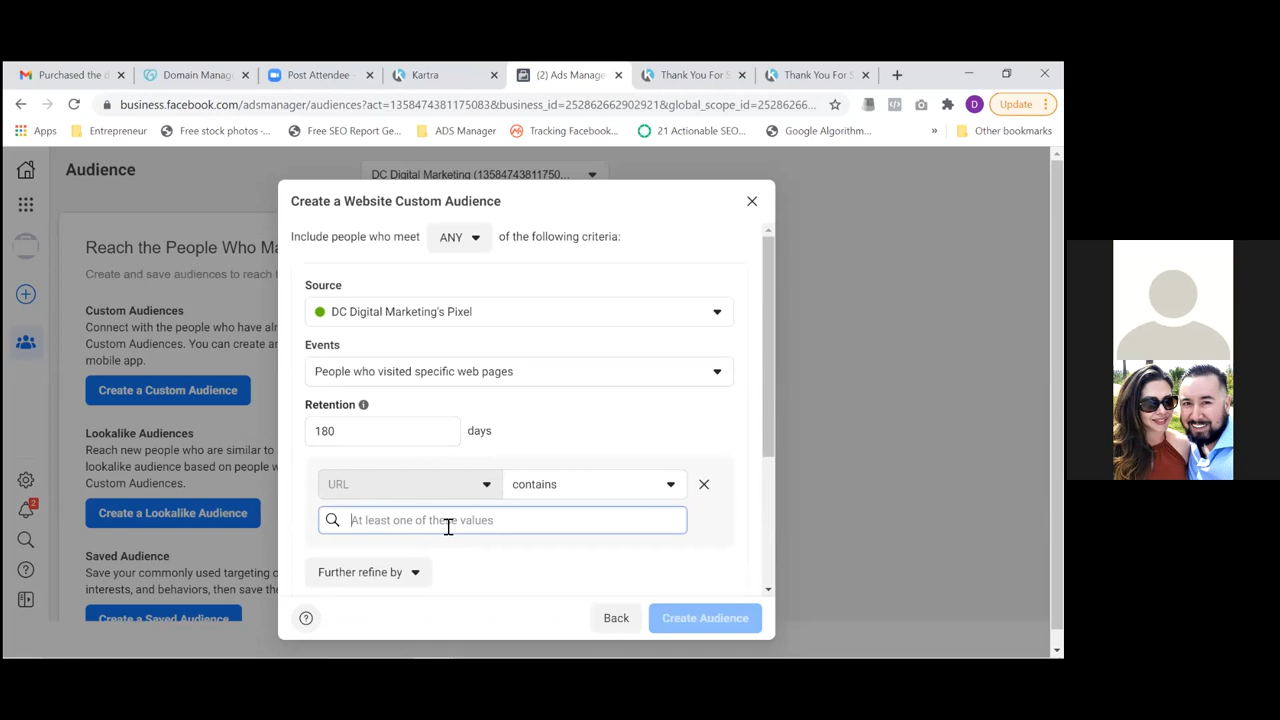 Purchased the d
Domain Manag
Post Attendee -
Kartra
(2) Ads Manage
Thank You For S
Thank You For S
business.facebook.com/adsmanager/audiences?act=1358474381175083&business_id=252862662902921&global_scope_id=25286266...
D
Update
Apps
Entrepreneur
Free stock photos -...
Free SEO Report Ge...
ADS Manager
Tracking Facebook...
21 Actionable SEO...
Google Algorithm...
»
Other bookmarks
Audience
DC Digital Marketing (13584743811750...
Create a Website Custom Audience
Include people who meet ANY of the following criteria:
Reach the People Who Ma
Create and save audiences to reach t
Source
DC Digital Marketing's Pixel
Custom Audiences
Connect with the people who have alr
Custom Audiences. You can create an
mobile app.
Create a Custom Audience
Events
People who visited specific web pages
Retention
180 days
Lookalike Audiences
Reach new people who are similar to
lookalike audience based on people w
Custom Audiences.
Create a Lookalike Audience
URL contains
At least one of these values
Further refine by
Saved Audience
Save your commonly used targeting o
interests, and behaviors, then save the
Create a Saved Audience
2
Back
Create Audience